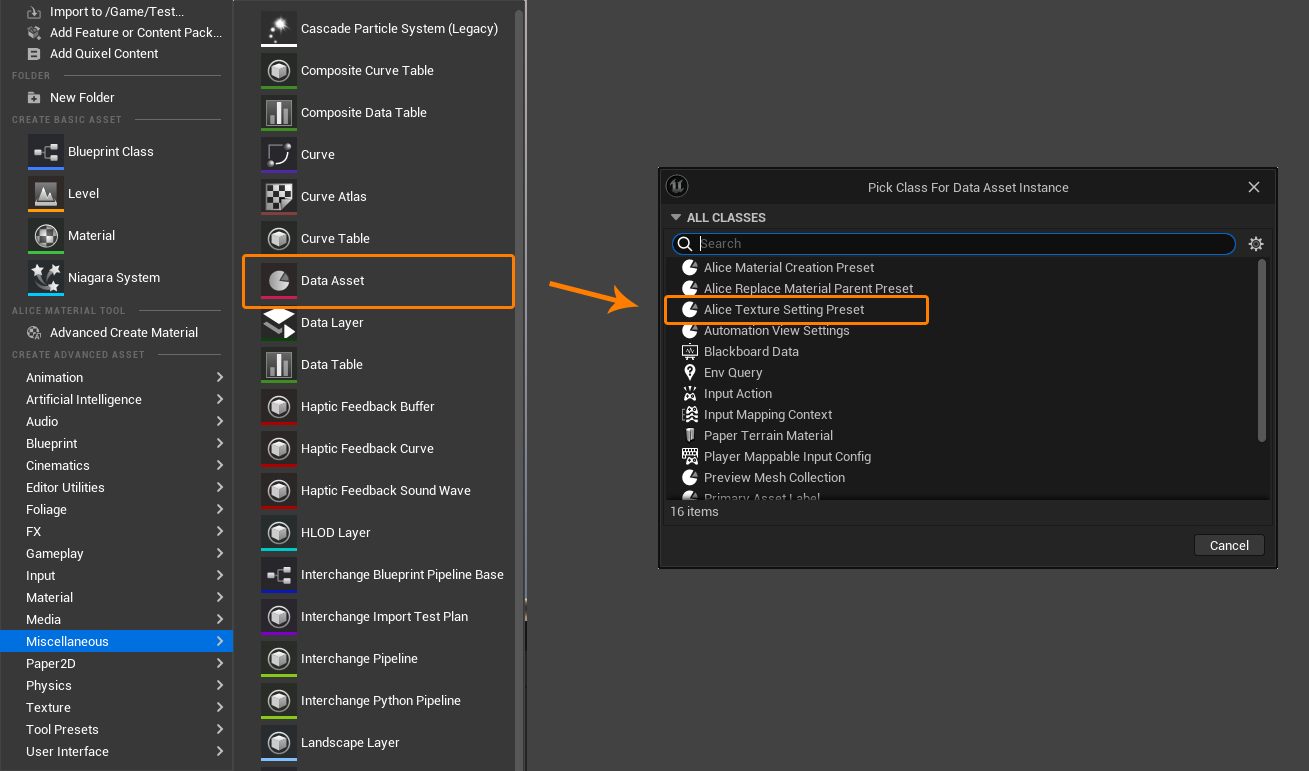 Import to /Game/Test...
Add Feature or Content Pack...
Add Quixel Content
FOLDER
New Folder
CREATE BASIC ASSET
Blueprint Class
Level
Material
Niagara System
ALICE MATERIAL TOOL
Advanced Create Material
CREATE ADVANCED ASSET
Animation
Artificial Intelligence
Audio
Blueprint
Cinematics
Editor Utilities
Foliage
FX
Gameplay
Input
Material
Media
Miscellaneous
Paper2D
Physics
Texture
Tool Presets
User Interface
Cascade Particle System (Legacy)
Composite Curve Table
Composite Data Table
Curve
Curve Atlas
Curve Table
Data Asset
Data Layer
Data Table
Haptic Feedback Buffer
Haptic Feedback Curve
Haptic Feedback Sound Wave
HLOD Layer
Interchange Blueprint Pipeline Base
Interchange Import Test Plan
Interchange Pipeline
Interchange Python Pipeline
Landscape Layer
Pick Class For Data Asset Instance
ALL CLASSES
Search
Alice Material Creation Preset
Alice Replace Material Parent Preset
Alice Texture Setting Preset
Automation View Settings
Blackboard Data
Env Query
Input Action
Input Mapping Context
Paper Terrain Material
Player Mappable Input Config
Preview Mesh Collection
Primary Asset Label
16 items
Cancel